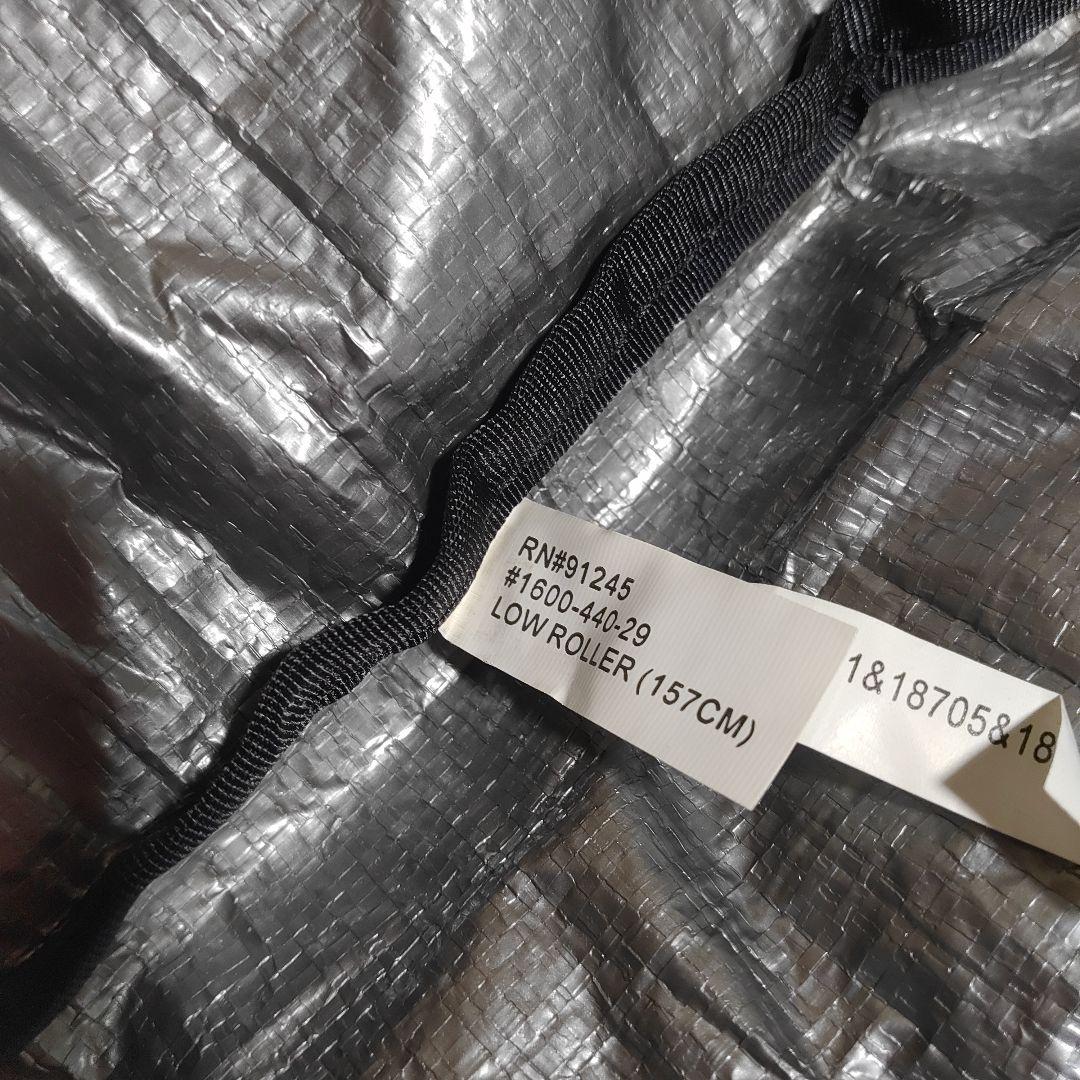 RN#91245
#1600-440-29
LOW ROLLER (157CM)
1&18705&18